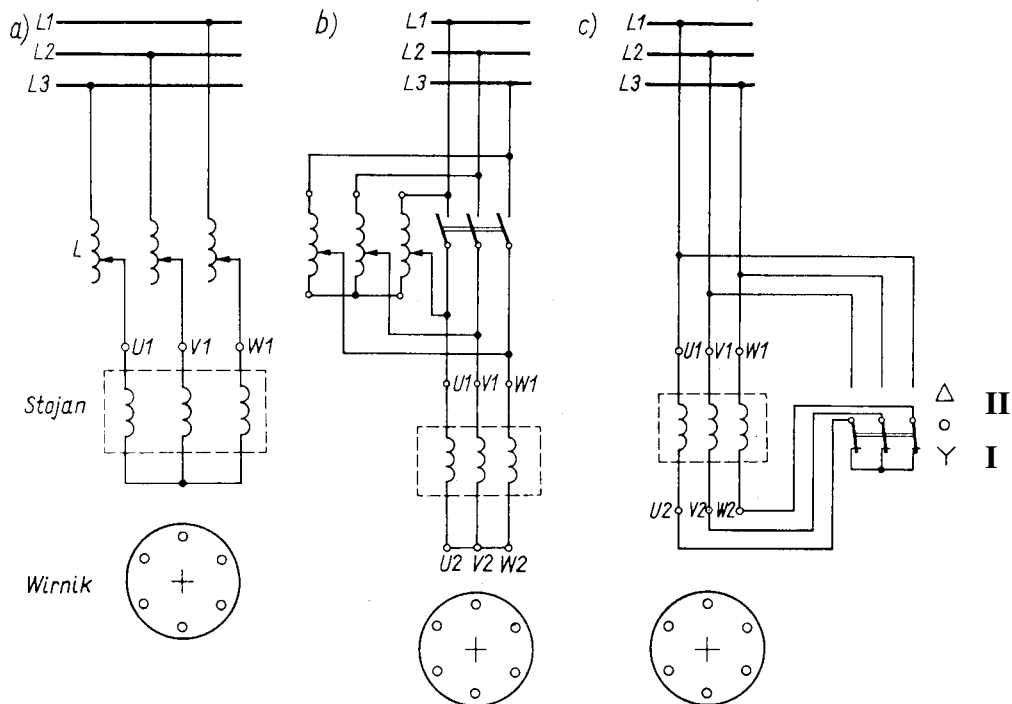 a) L1
L2
L3
L
U1 V1 W1
Stojan
Wirnik
b) L1
L2
L3
U1 V1 W1
U2 V2 W2
c) L1
L2
L3
U1 V1 W1
U2 V2 W2
△ II
Y I